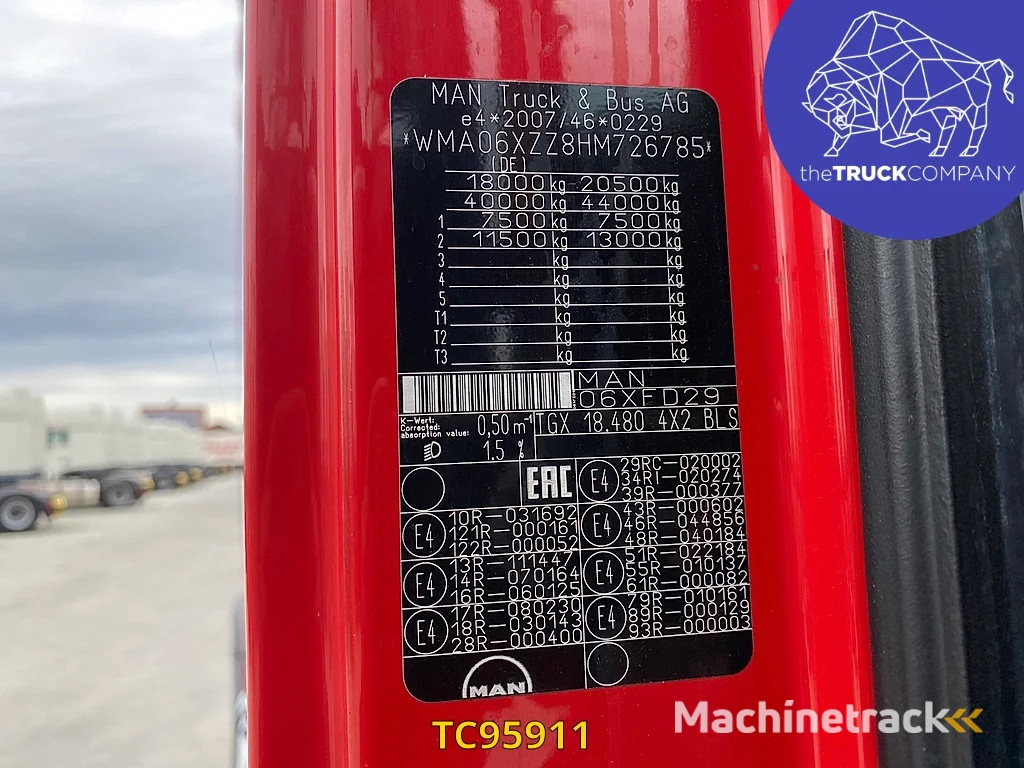 MAN Truck & Bus AG
e4*2007/46*0229
*WMA06XZZ8HM726785*
(DE)
18000 kg 20500 kg
40000 kg 44000 kg
1 7500 kg 7500 kg
2 11500 kg 13000 kg
3 kg kg
4 kg kg
5 kg kg
T1 kg kg
T2 kg kg
T3 kg kg
MAN
06XFD29
K-Wert:
Corrected:
absorption value: 0,50 m-1
1.5 %
TGX 18.480 4X2 BLS
EAC
E4 29RC-020002
34RT-020274
39R-000377
E4 10R-031692
121R-000161
122R-000052
E4 43R-000602
46R-044856
48R-040184
E4 13R-111447
14R-070164
16R-060125
E4 51R-022184
55R-010137
61R-000082
E4 17R-080230
18R-030143
28R-000400
E4 79R-010161
89R-000129
93R-000003
MAN
theTRUCKCOMPANY
TC95911
Machinetrack